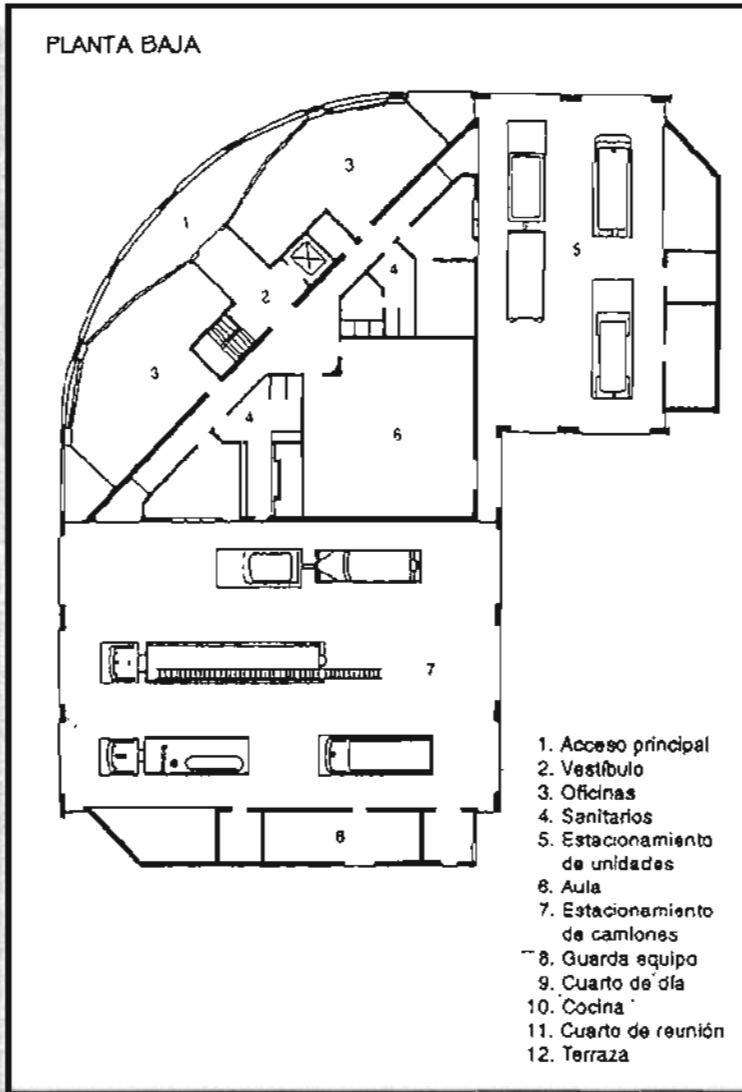 PLANTA BAJA
3
1
5
4
2
3
4
6
7
8
1. Acceso principal
2. Vestíbulo
3. Oficinas
4. Sanitarios
5. Estacionamiento
de unidades
6. Aula
7. Estacionamiento
de camiones
8. Guarda equipo
9. Cuarto de día
10. Cocina
11. Cuarto de reunión
12. Terraza